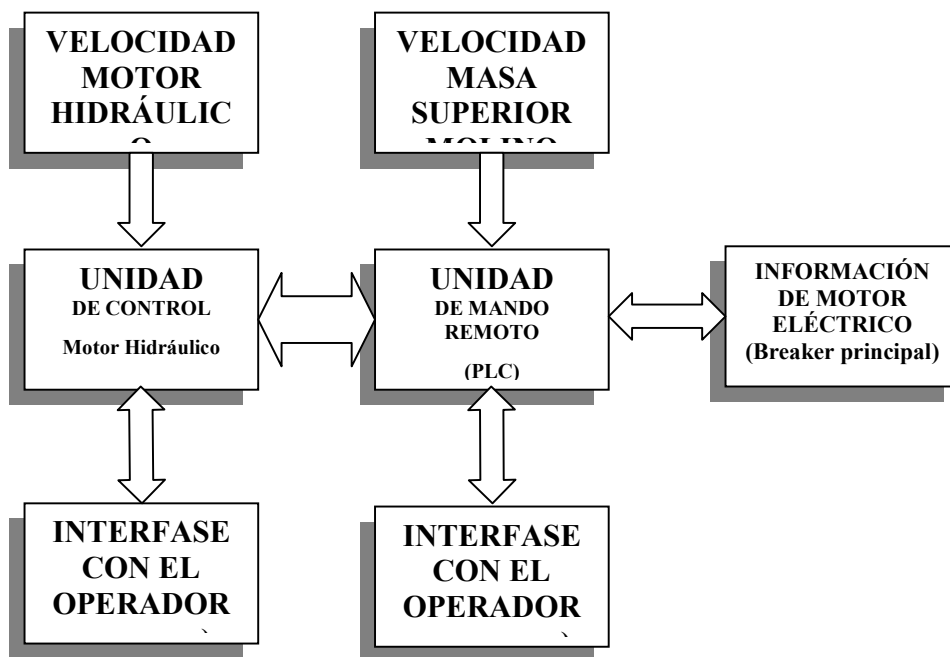 VELOCIDAD
MOTOR
HIDRÁULIC
VELOCIDAD
MASA
SUPERIOR
MOLINO
UNIDAD
DE CONTROL
Motor Hidráulico
UNIDAD
DE MANDO
REMOTO
(PLC)
INFORMACIÓN
DE MOTOR
ELÉCTRICO
(Breaker principal)
INTERFASE
CON EL
OPERADOR
INTERFASE
CON EL
OPERADOR